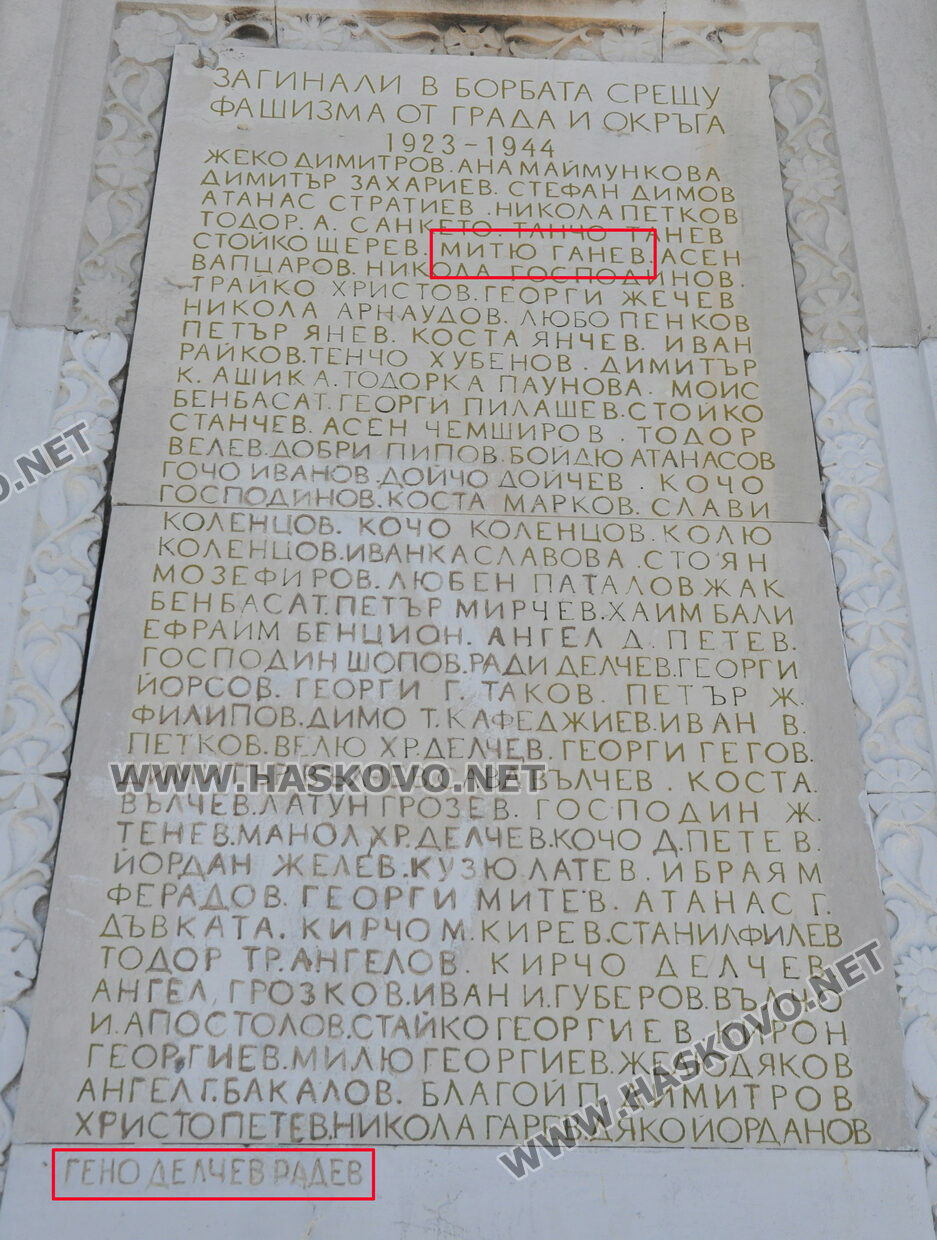 ЗАГИНАЛИ В БОРБАТА СРЕЩУ
ФАШИЗМА ОТ ГРАДА И ОКРЪГА
1923-1944
ЖЕКО ДИМИТРОВ. АНА МАЙМУНКОВА
ДИМИТЪР ЗАХАРИЕВ. СТЕФАН ДИМОВ
АТАНАС СТРАТИЕВ. НИКОЛА ПЕТКОВ
ТОДОР. А. САНКЕТО. ТАНЧО ТАНЕВ
СТОЙКО ЩЕРЕВ. МИТЮ ГАНЕВ. АСЕН
ВАПЦАРОВ. НИКОЛА ГОСПОДИНОВ.
ТРАЙКО ХРИСТОВ. ГЕОРГИ ЖЕЧЕВ
НИКОЛА АРНАУДОВ. ЛЮБО ПЕНКОВ
ПЕТЪР ЯНЕВ. КОСТА ЯНЧЕВ. ИВАН
РАЙКОВ. ТЕНЧО ХУБЕНОВ. ДИМИТЪР
К. АШИКА. ТОДОРКА ПАУНОВА. МОИС
БЕНБАСАТ. ГЕОРГИ ПИЛАШЕВ. СТОЙКО
СТАНЧЕВ. АСЕН ЧЕМШИРОВ. ТОДОР
ВЕЛЕВ. ДОБРИ ПИПОВ. БОЙДЮ АТАНАСОВ
ГОЧО ИВАНОВ. ДОЙЧО ДОЙЧЕВ. КОЧО
ГОСПОДИНОВ. КОСТА МАРКОВ. СЛАВИ
КОЛЕНЦОВ. КОЧО КОЛЕНЦОВ. КОЛЮ
КОЛЕНЦОВ. ИВАНКА СЛАВОВА. СТОЯН
МОЗЕФИРОВ. ЛЮБЕН ПАТАЛОВ ЖАК
БЕНБАСАТ. ПЕТЪР МИРЧЕВ. ХАИМ БАЛИ
ЕФРАИМ БЕНЦИОН. АНГЕЛ Д. ПЕТЕВ.
ГОСПОДИН ШОПОВ. РАДИ ДЕЛЧЕВ. ГЕОРГИ
ЙОРСОВ. ГЕОРГИ Г. ТАКОВ. ПЕТЪР Ж.
ФИЛИПОВ. ДИМО Т. КАФЕДЖИЕВ. ИВАН В.
ПЕТКОВ. ВЕЛЮ ХР. ДЕЛЧЕВ. ГЕОРГИ ГЕГОВ.
САВА ВЪЛЧЕВ. КОСТА
ВЪЛЧЕВ. ЛАТУН ГРОЗЕВ. ГОСПОДИН Ж.
ТЕНЕВ. МАНОЛ ХР. ДЕЛЧЕВ. КОЧО Д. ПЕТЕВ.
ЙОРДАН ЖЕЛЕВ. КУЗЮ ЛАТЕВ. ИБРАЯМ
ФЕРАДОВ. ГЕОРГИ МИТЕВ. АТАНАС Г.
ДЪВКАТА. КИРЧО М. КИРЕВ. СТАНИЛ ФИЛЕВ
ТОДОР ТР. АНГЕЛОВ. КИРЧО ДЕЛЧЕВ
АНГЕЛ ГРОЗКОВ. ИВАН И. ГУБЕРОВ. ВЪЛЧО
И. АПОСТОЛОВ. СТАЙКО ГЕОРГИЕВ. МИРОН
ГЕОРГИЕВ. МИЛЮ ГЕОРГИЕВ. ЖЕЛЮ ДЯКОВ
АНГЕЛ Г. БАКАЛОВ. БЛАГОЙ П. ДИМИТРОВ
ХРИСТО ПЕТЕВ. НИКОЛА ГАРЕВ. ДЯКО ЙОРДАНОВ
ГЕНО ДЕЛЧЕВ РАДЕВ
WWW.HASKOVO.NET
WWW.HASKOVO.NET
O.NET